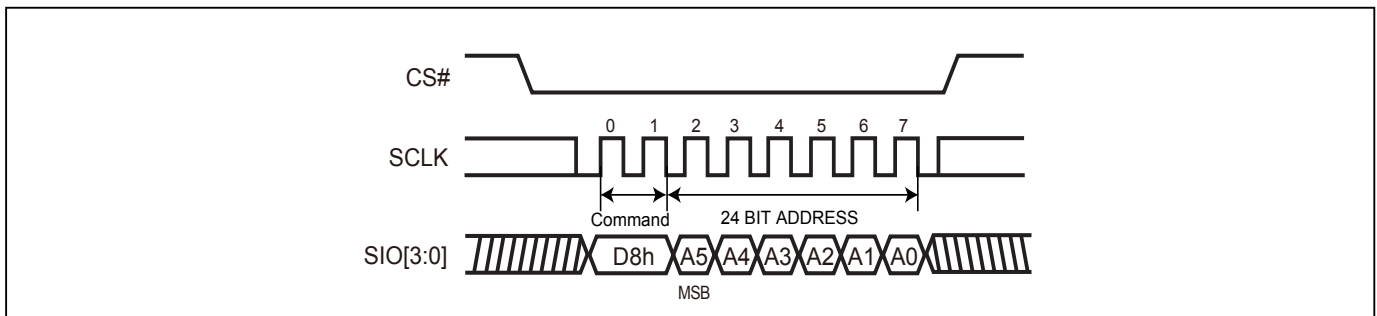 CS#
0 1 2 3 4 5 6 7
SCLK
Command 24 BIT ADDRESS
SIO[3:0] D8h A5 A4 A3 A2 A1 A0
MSB